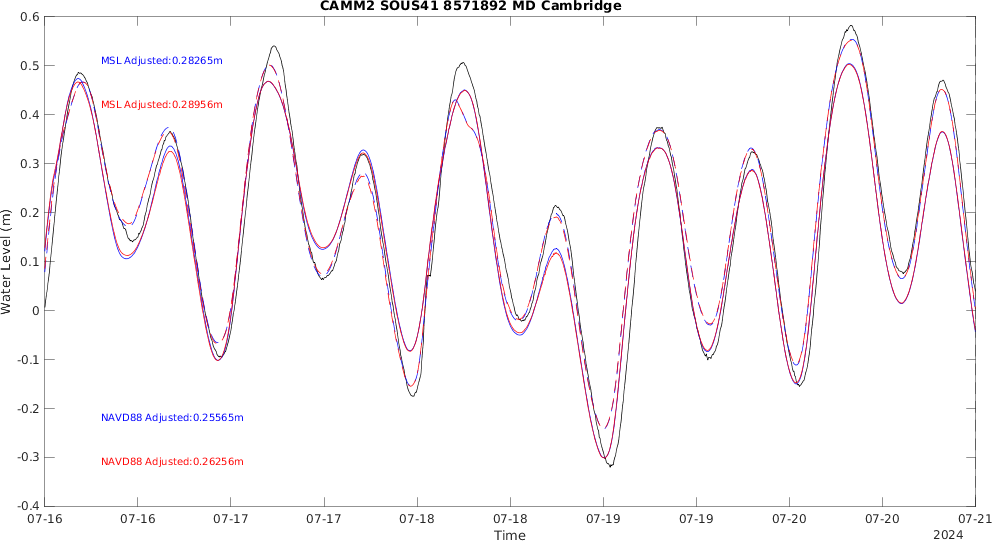 CAMM2 SOUS41 8571892 MD Cambridge
0.6
0.5
0.4
0.3
0.2
0.1
0
-0.1
-0.2
-0.3
-0.4
Water Level (m)
MSL Adjusted:0.28265m
MSL Adjusted:0.28956m
NAVD88 Adjusted:0.25565m
NAVD88 Adjusted:0.26256m
07-16 07-16 07-17 07-17 07-18 07-18 07-19 07-19 07-20 07-20 07-21
Time
2024